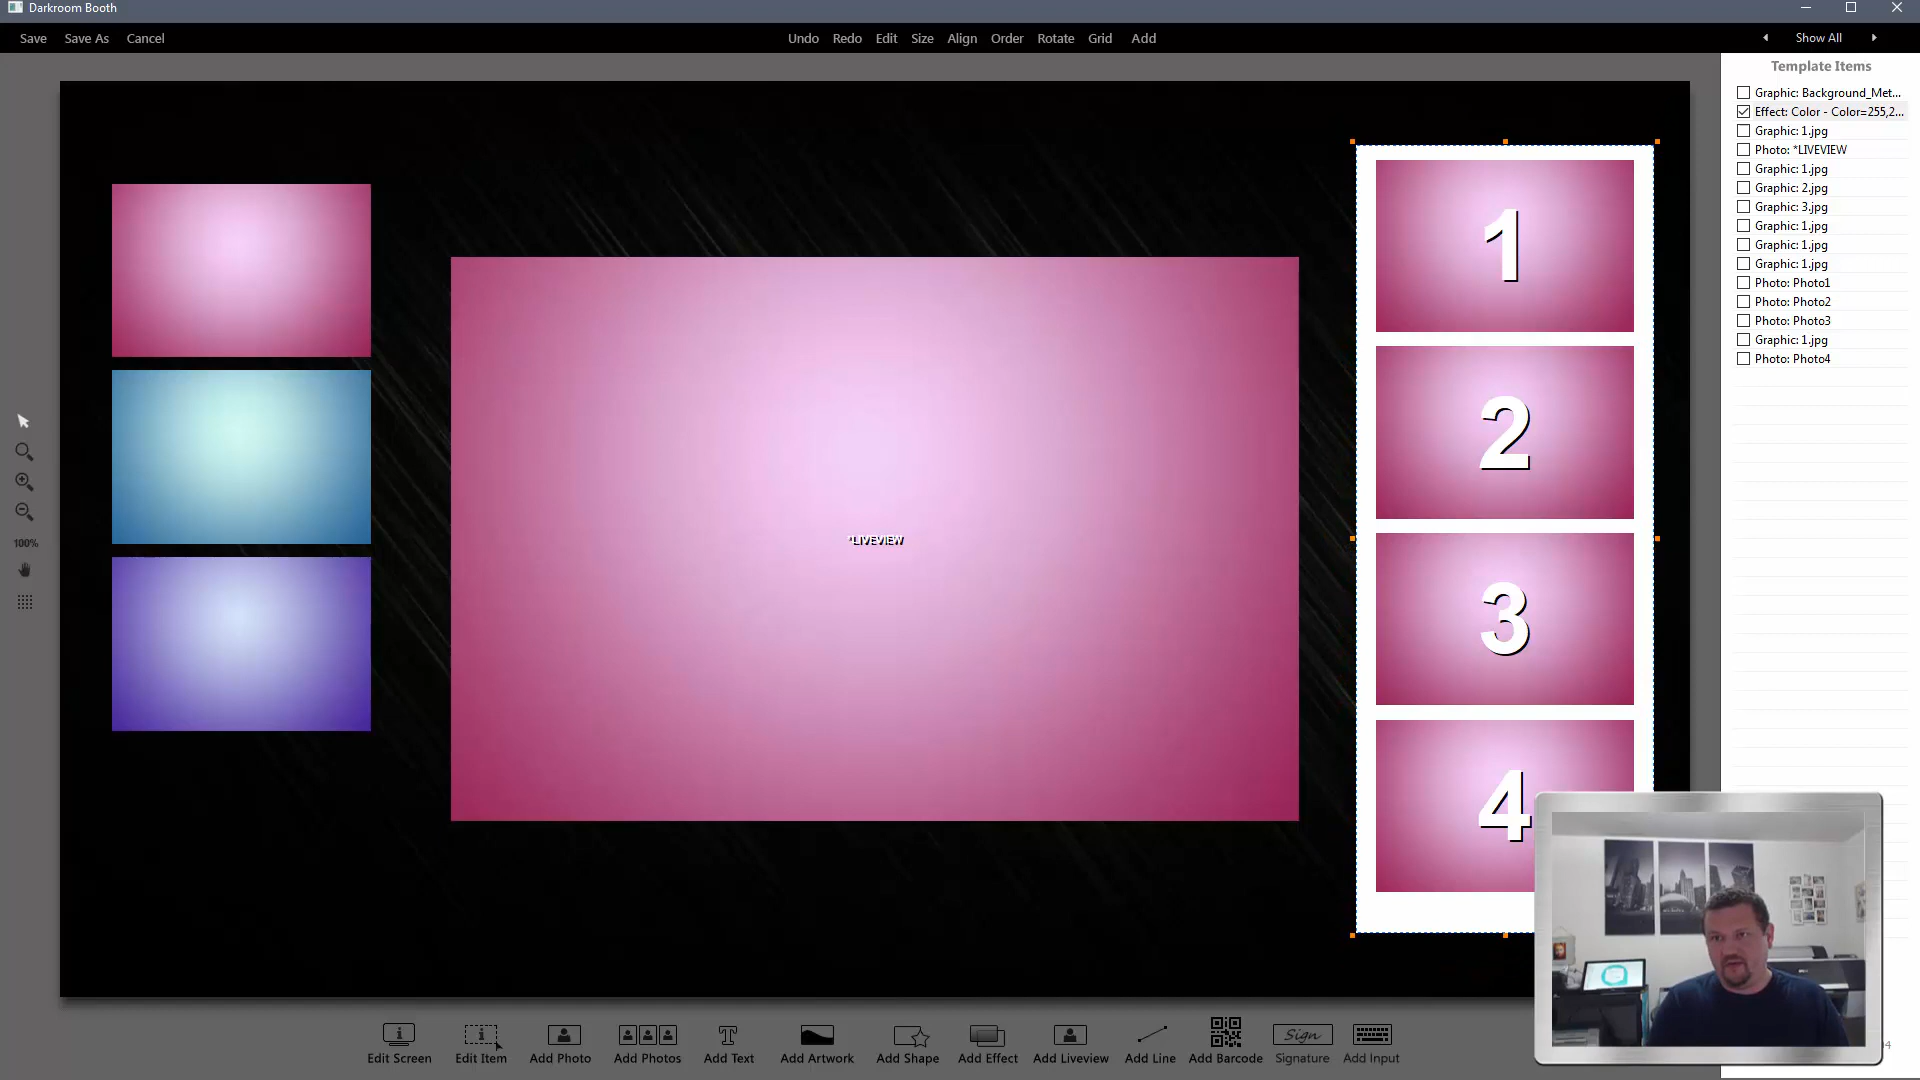 Darkroom Booth
Save Save As Cancel
Undo Redo Edit Size Align Order Rotate Grid Add
Show All
Template Items
Graphic: Background_Met...
Effect: Color - Color=255,2...
Graphic: 1.jpg
Photo: *LIVEVIEW
Graphic: 1.jpg
Graphic: 2.jpg
Graphic: 3.jpg
Graphic: 1.jpg
Graphic: 1.jpg
Graphic: 1.jpg
Photo: Photo1
Photo: Photo2
Photo: Photo3
Graphic: 1.jpg
Photo: Photo4
1
2
3
4
*LIVEVIEW
100%
Edit Screen Edit Item Add Photo Add Photos Add Text Add Artwork Add Shape Add Effect Add Liveview Add Line Add Barcode Signature Add Input
Sign